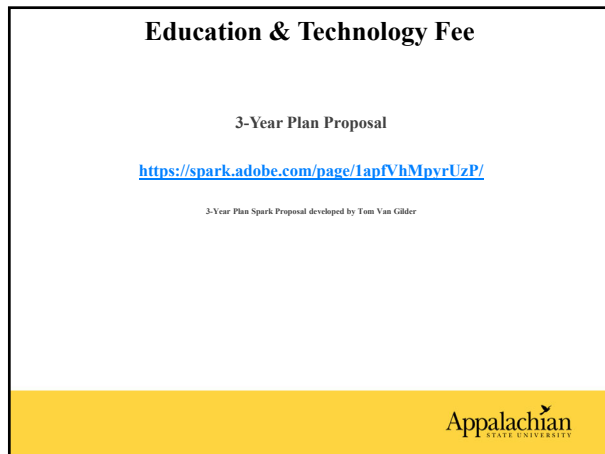 Education & Technology Fee
3-Year Plan Proposal
https://spark.adobe.com/page/1apfVhMpyrUzP/
3-Year Plan Spark Proposal developed by Tom Van Gilder
Appalachian
STATE UNIVERSITY